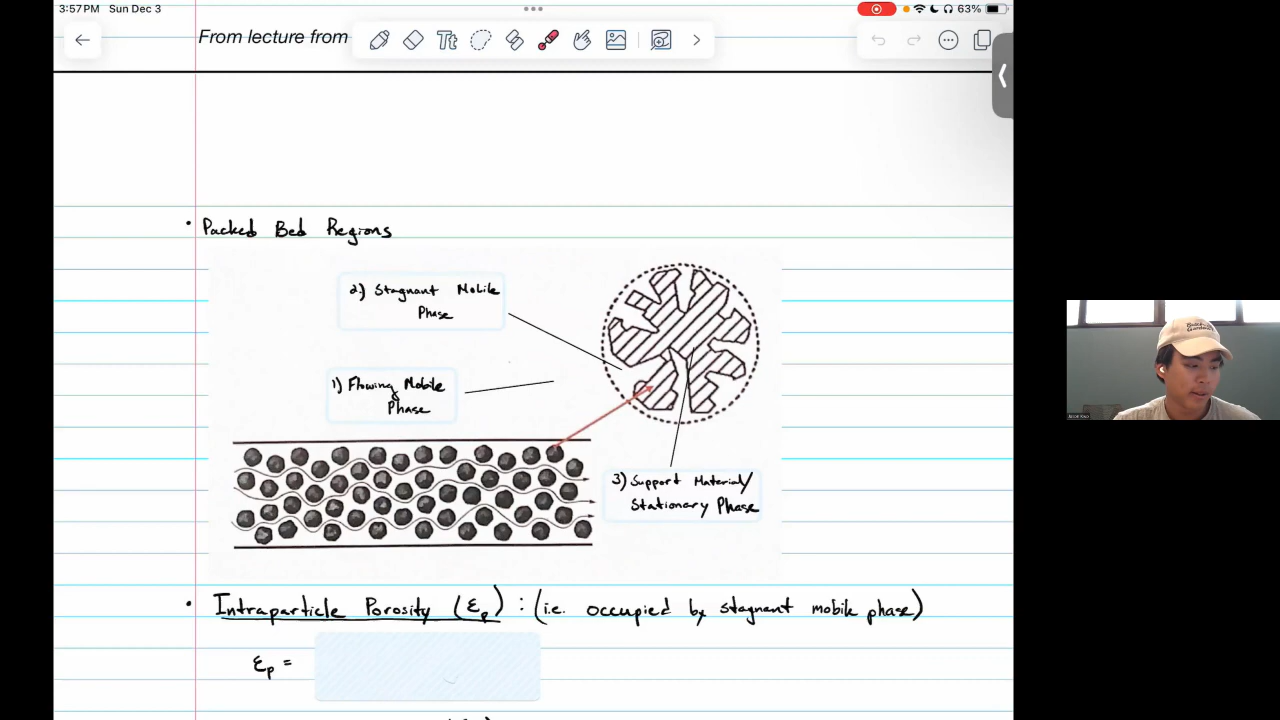 3:57 PM Sun Dec 3
63%
From lecture from
Tt
• Packed Bed Regions
2.) Stagnant Mobile
Phase
1) Flowing Mobile
Phase
3) Support Material/
Stationary Phase
• Intraparticle Porosity (εp) : (i.e. occupied by stagnant mobile phase)
εp =